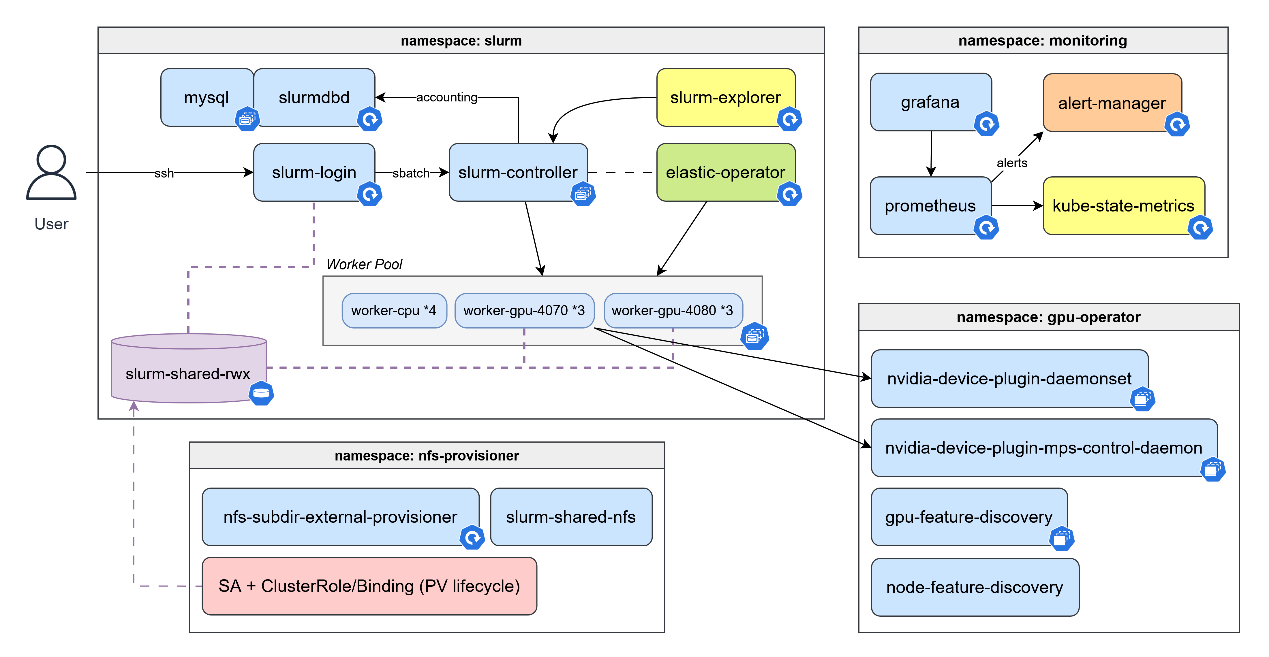 namespace: slurm
mysql
slurmdbd
accounting
slurm-explorer
User
ssh
slurm-login
sbatch
slurm-controller
elastic-operator
Worker Pool
worker-cpu *4
worker-gpu-4070 *3
worker-gpu-4080 *3
slurm-shared-rwx
namespace: monitoring
grafana
alert-manager
alerts
prometheus
kube-state-metrics
namespace: gpu-operator
nvidia-device-plugin-daemonset
nvidia-device-plugin-mps-control-daemon
gpu-feature-discovery
node-feature-discovery
namespace: nfs-provisioner
nfs-subdir-external-provisioner
slurm-shared-nfs
SA + ClusterRole/Binding (PV lifecycle)